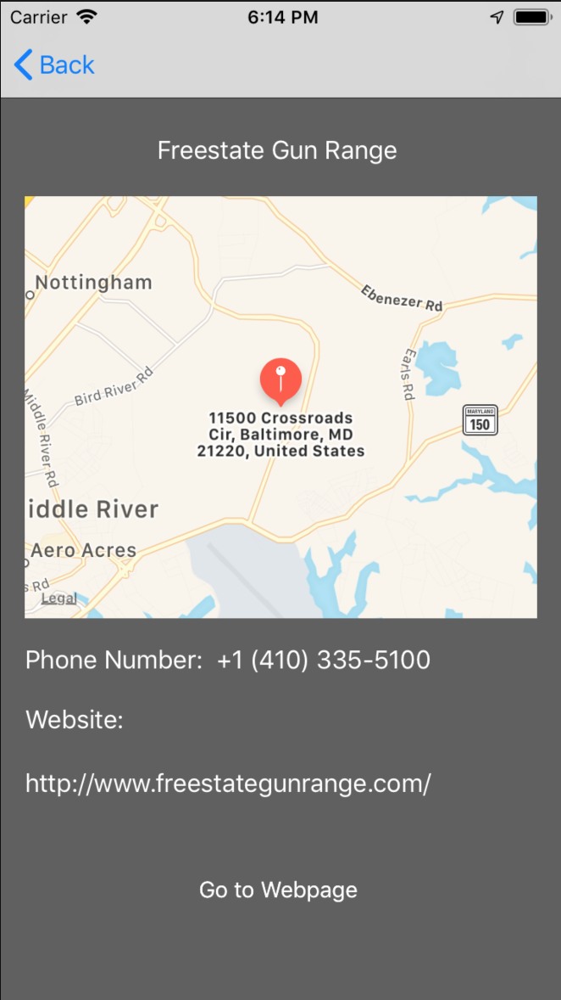 Carrier 6:14 PM
Back
Freestate Gun Range
Nottingham
Ebenezer Rd
Bird River Rd
Earls Rd
Middle River Rd
11500 Crossroads
Cir, Baltimore, MD
21220, United States
MARYLAND
150
iddle River
Aero Acres
s Rd
Legal
Phone Number: +1 (410) 335-5100
Website:
http://www.freestategunrange.com/
Go to Webpage